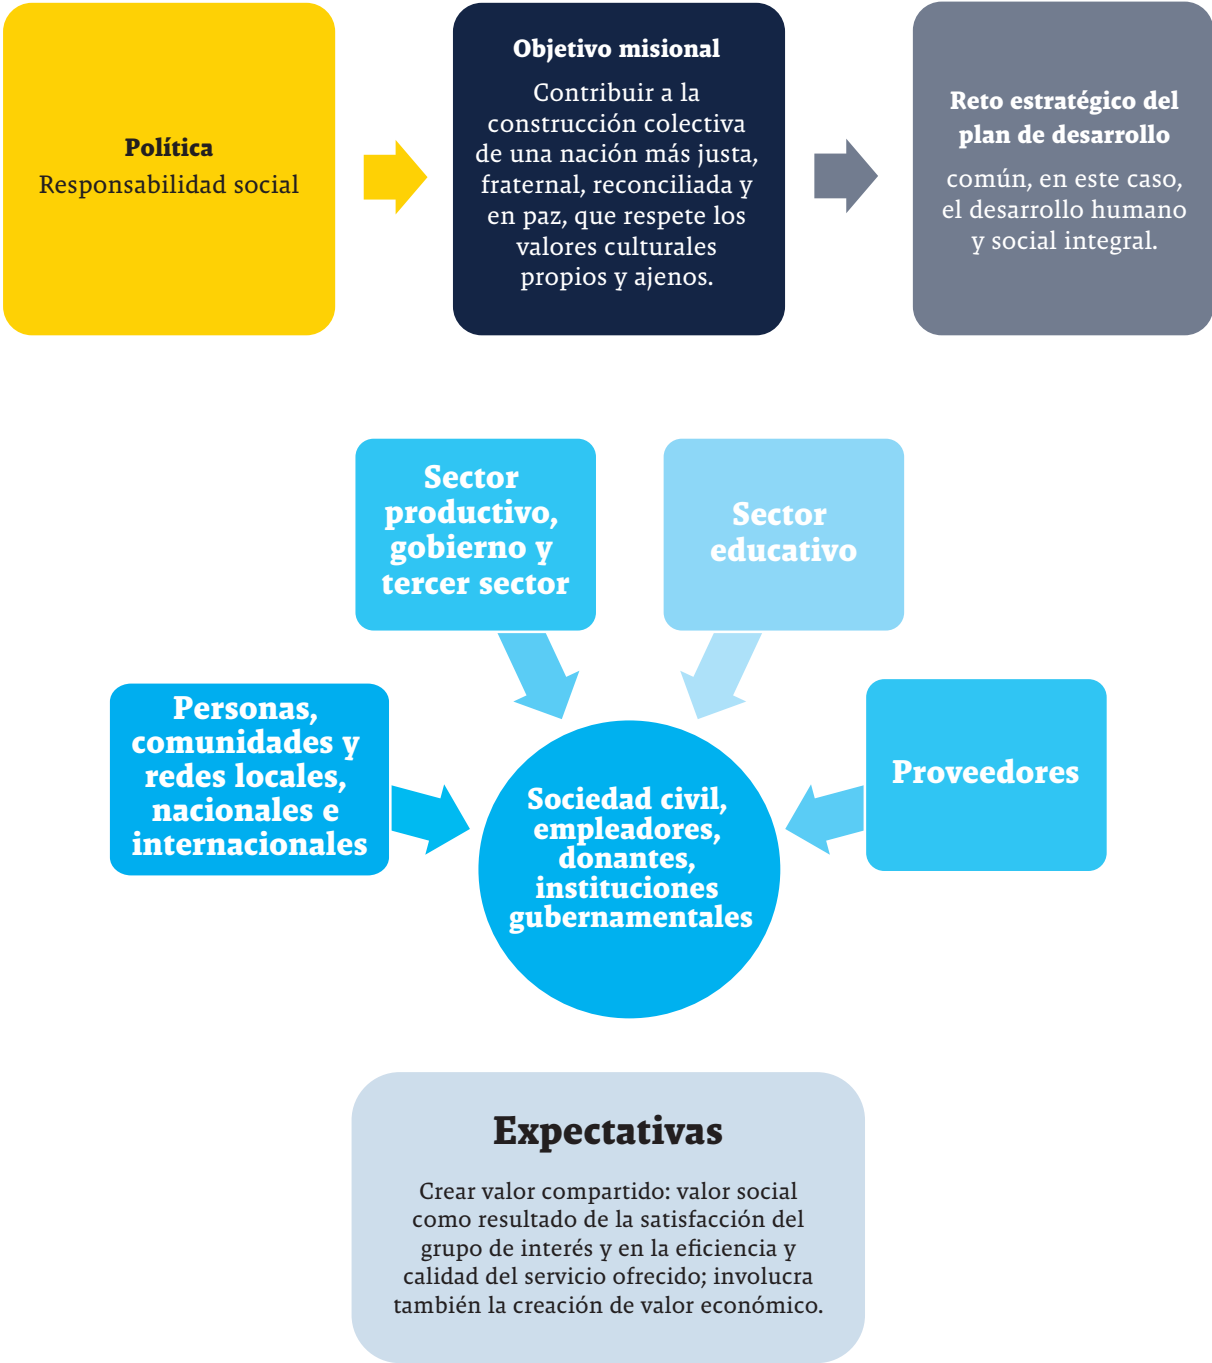 Política
Responsabilidad social
Objetivo misional
Contribuir a la
construcción colectiva
de una nación más justa,
fraternal, reconciliada y
en paz, que respete los
valores culturales
propios y ajenos.
Reto estratégico del
plan de desarrollo
común, en este caso,
el desarrollo humano
y social integral.
Sector
productivo,
gobierno y
tercer sector
Sector
educativo
Personas,
comunidades y
redes locales,
nacionales e
internacionales
Proveedores
Sociedad civil,
empleadores,
donantes,
instituciones
gubernamentales
Expectativas
Crear valor compartido: valor social
como resultado de la satisfacción del
grupo de interés y en la eficiencia y
calidad del servicio ofrecido; involucra
también la creación de valor económico.